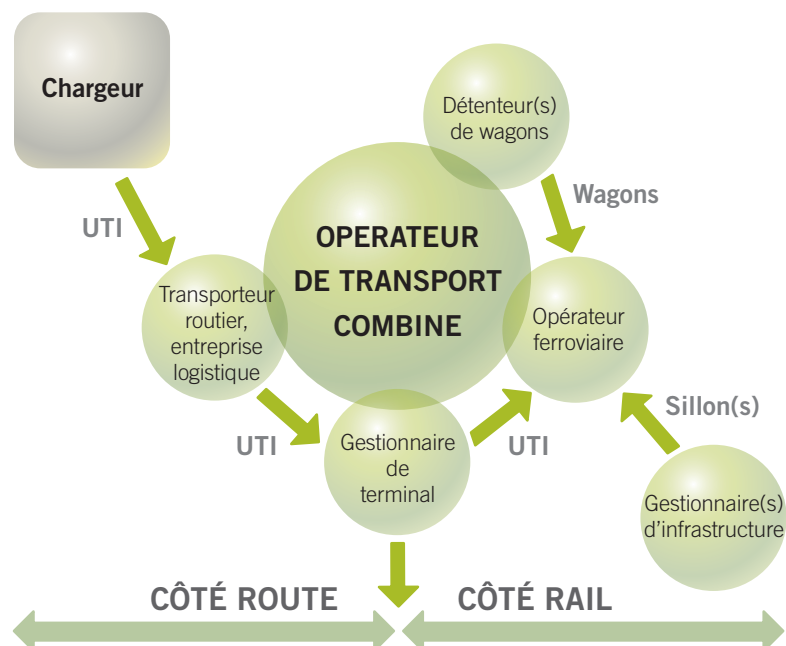 Chargeur
Détenteur(s)
de wagons
UTI
Wagons
OPERATEUR
DE TRANSPORT
COMBINE
Transporteur
routier,
entreprise
logistique
Opérateur
ferroviaire
Sillon(s)
UTI
Gestionnaire
de
terminal
UTI
Gestionnaire(s)
d'infrastructure
CÔTÉ ROUTE
CÔTÉ RAIL